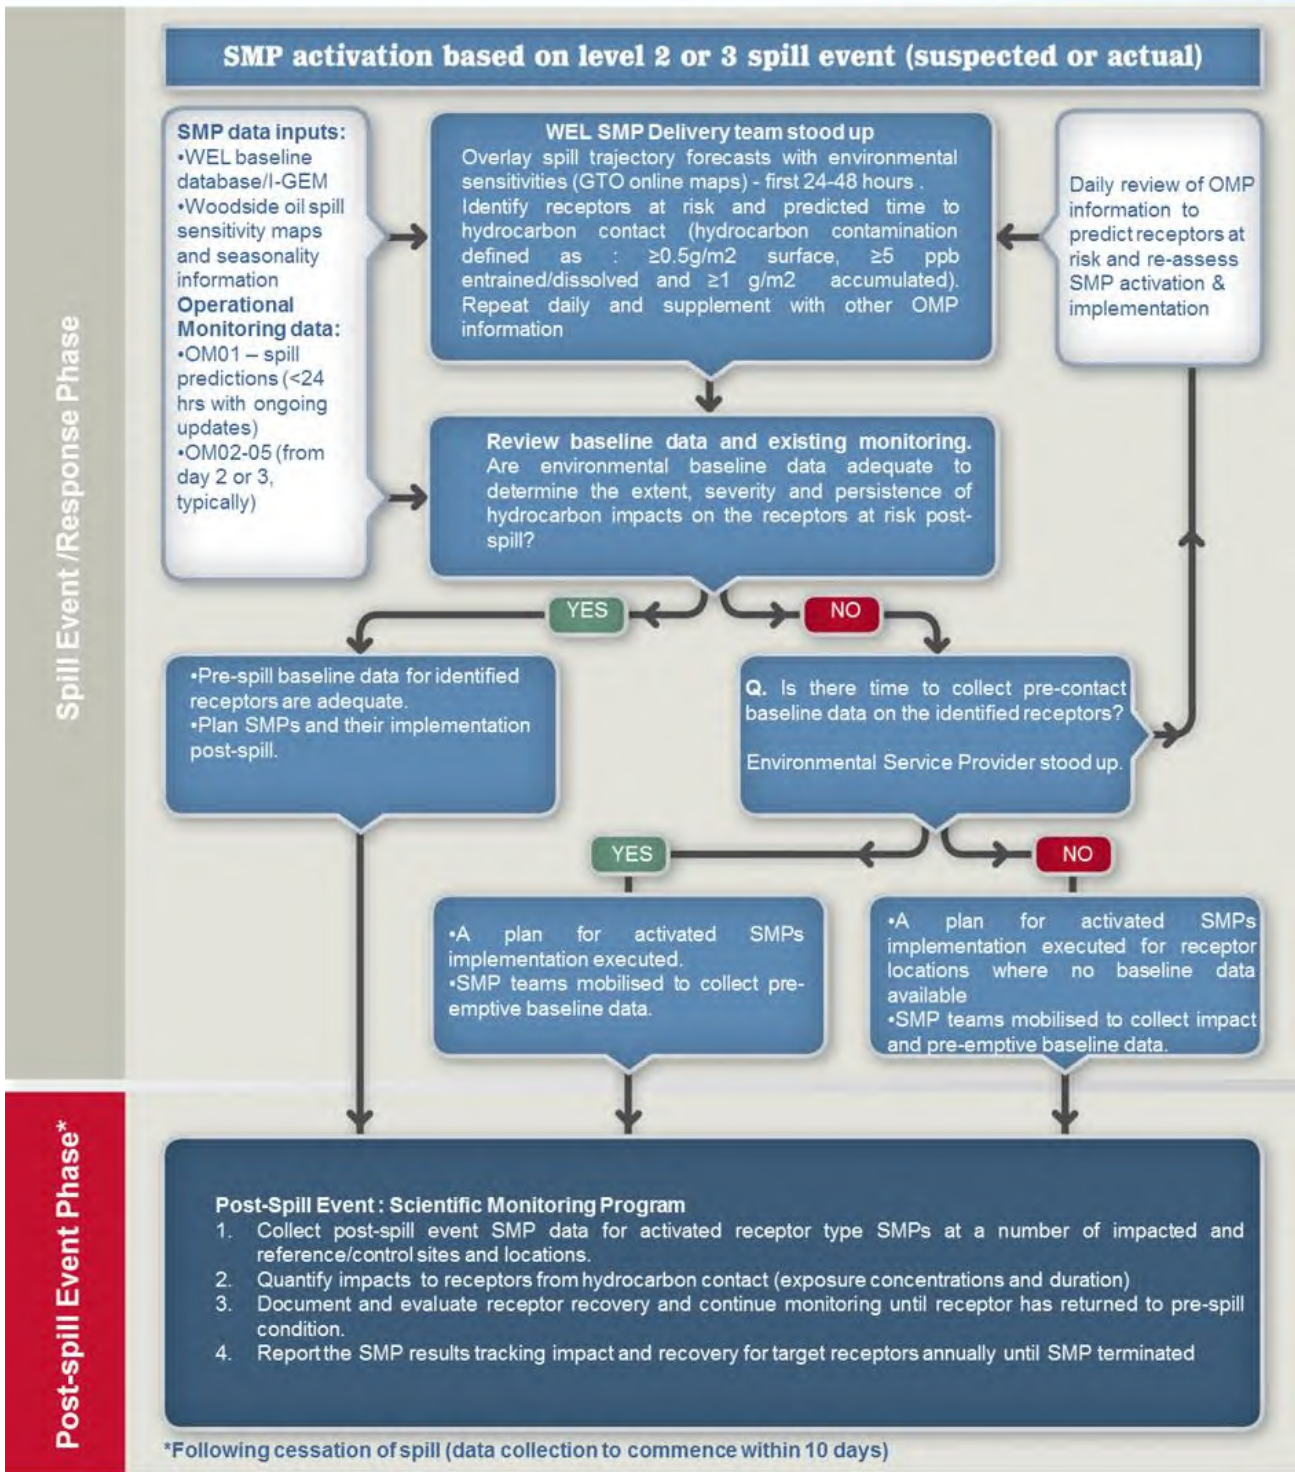 SMP activation based on level 2 or 3 spill event (suspected or actual)
Spill Event /Response Phase
SMP data inputs:
•WEL baseline
database/I-GEM
•Woodside oil spill
sensitivity maps
and seasonality
information
Operational
Monitoring data:
•OM01 – spill
predictions (<24
hrs with ongoing
updates)
•OM02-05 (from
day 2 or 3,
typically)
WEL SMP Delivery team stood up
Overlay spill trajectory forecasts with environmental
sensitivities (GTO online maps) - first 24-48 hours .
Identify receptors at risk and predicted time to
hydrocarbon contact (hydrocarbon contamination
defined as : ≥0.5g/m2 surface, ≥5 ppb
entrained/dissolved and ≥1 g/m2 accumulated).
Repeat daily and supplement with other OMP
information
Daily review of OMP
information to
predict receptors at
risk and re-assess
SMP activation &
implementation
Review baseline data and existing monitoring.
Are environmental baseline data adequate to
determine the extent, severity and persistence of
hydrocarbon impacts on the receptors at risk post-
spill?
YES
NO
•Pre-spill baseline data for identified
receptors are adequate.
•Plan SMPs and their implementation
post-spill.
Q. Is there time to collect pre-contact
baseline data on the identified receptors?
Environmental Service Provider stood up.
YES
NO
•A plan for activated SMPs
implementation executed.
•SMP teams mobilised to collect pre-
emptive baseline data.
•A plan for activated SMPs
implementation executed for receptor
locations where no baseline data
available
•SMP teams mobilised to collect impact
and pre-emptive baseline data.
Post-spill Event Phase*
Post-Spill Event : Scientific Monitoring Program
1. Collect post-spill event SMP data for activated receptor type SMPs at a number of impacted and
reference/control sites and locations.
2. Quantify impacts to receptors from hydrocarbon contact (exposure concentrations and duration)
3. Document and evaluate receptor recovery and continue monitoring until receptor has returned to pre-spill
condition.
4. Report the SMP results tracking impact and recovery for target receptors annually until SMP terminated
*Following cessation of spill (data collection to commence within 10 days)